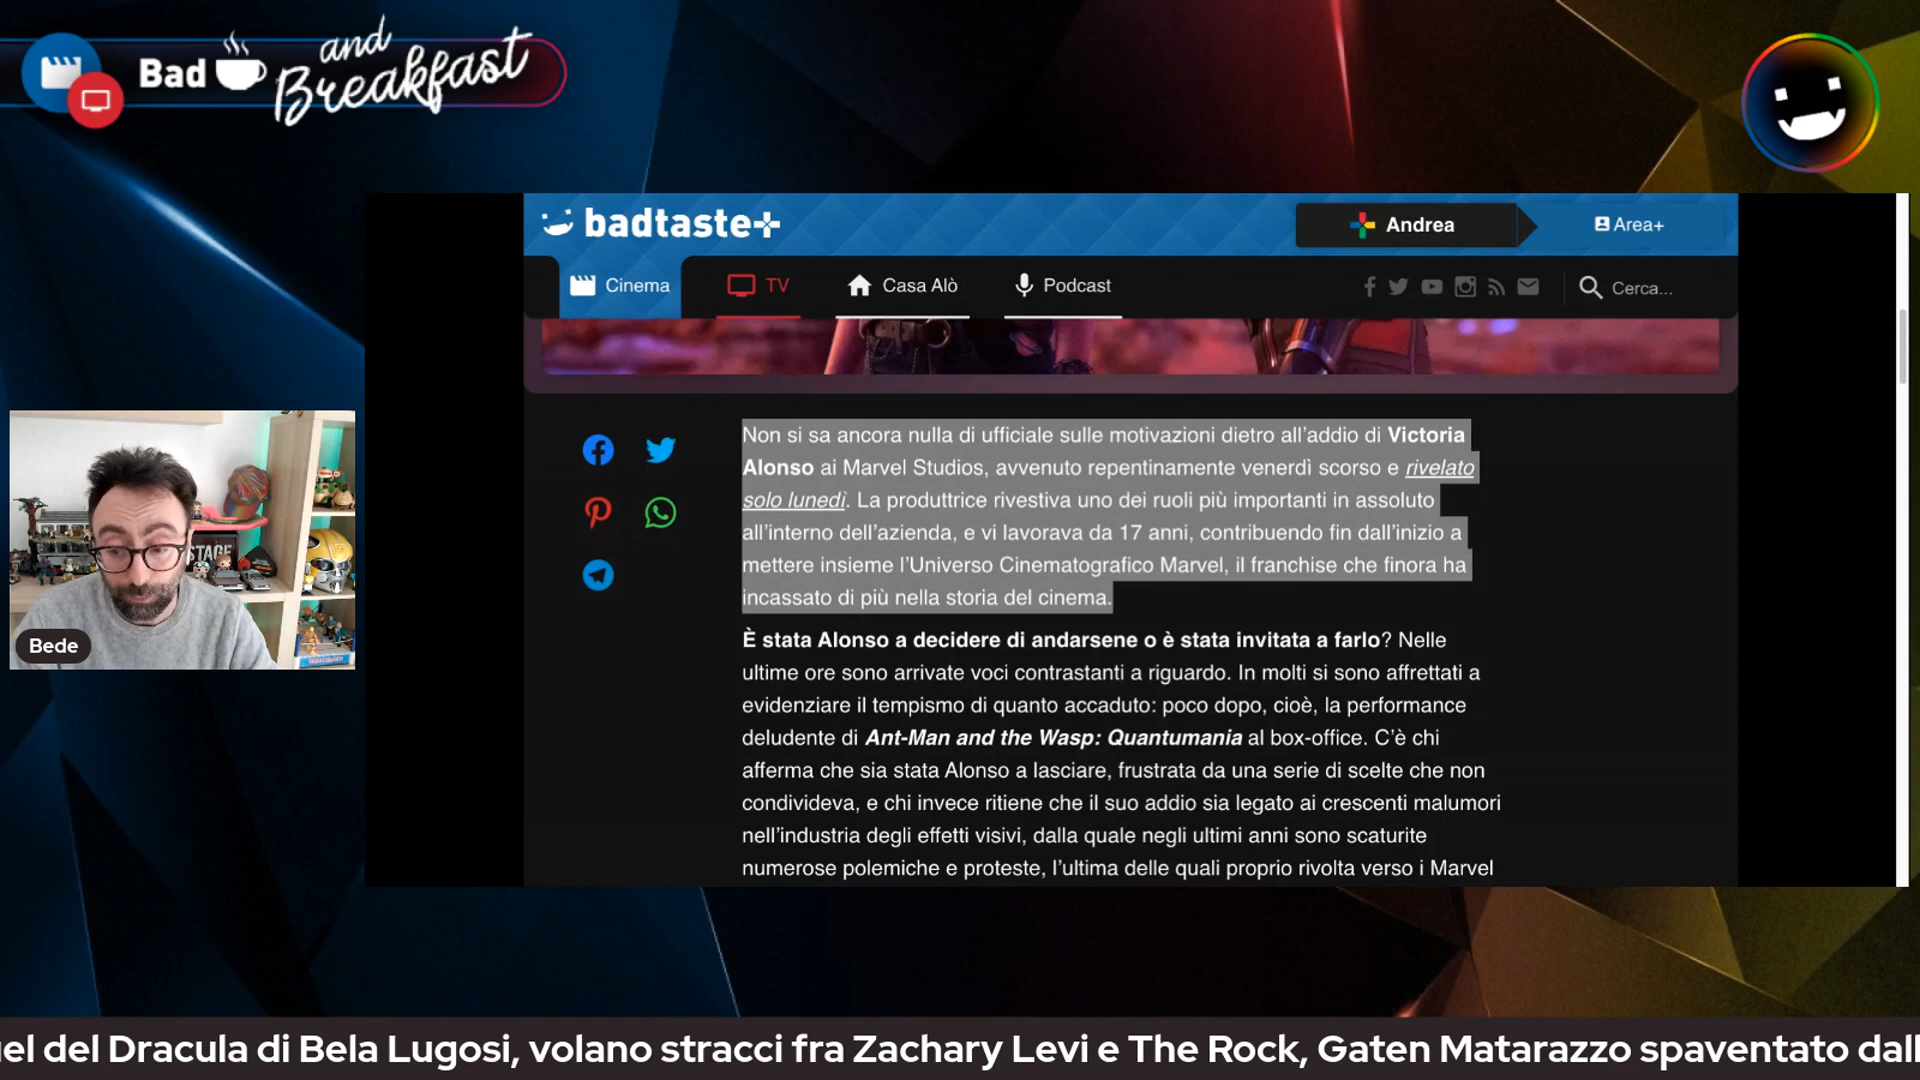 Bad and Breakfast
badtaste+
Andrea
Area+
Cinema
TV
Casa Alò
Podcast
Cerca...
Non si sa ancora nulla di ufficiale sulle motivazioni dietro all'addio di Victoria
Alonso ai Marvel Studios, avvenuto repentinamente venerdì scorso e rivelato
solo lunedì. La produttrice rivestiva uno dei ruoli più importanti in assoluto
all'interno dell'azienda, e vi lavorava da 17 anni, contribuendo fin dall'inizio a
mettere insieme l'Universo Cinematografico Marvel, il franchise che finora ha
incassato di più nella storia del cinema.
È stata Alonso a decidere di andarsene o è stata invitata a farlo? Nelle
ultime ore sono arrivate voci contrastanti a riguardo. In molti si sono affrettati a
evidenziare il tempismo di quanto accaduto: poco dopo, cioè, la performance
deludente di Ant-Man and the Wasp: Quantumania al box-office. C'è chi
afferma che sia stata Alonso a lasciare, frustrata da una serie di scelte che non
condivideva, e chi invece ritiene che il suo addio sia legato ai crescenti malumori
nell'industria degli effetti visivi, dalla quale negli ultimi anni sono scaturite
numerose polemiche e proteste, l'ultima delle quali proprio rivolta verso i Marvel
STAGE
Bede
del Dracula di Bela Lugosi, volano stracci fra Zachary Levi e The Rock, Gaten Matarazzo spaventato